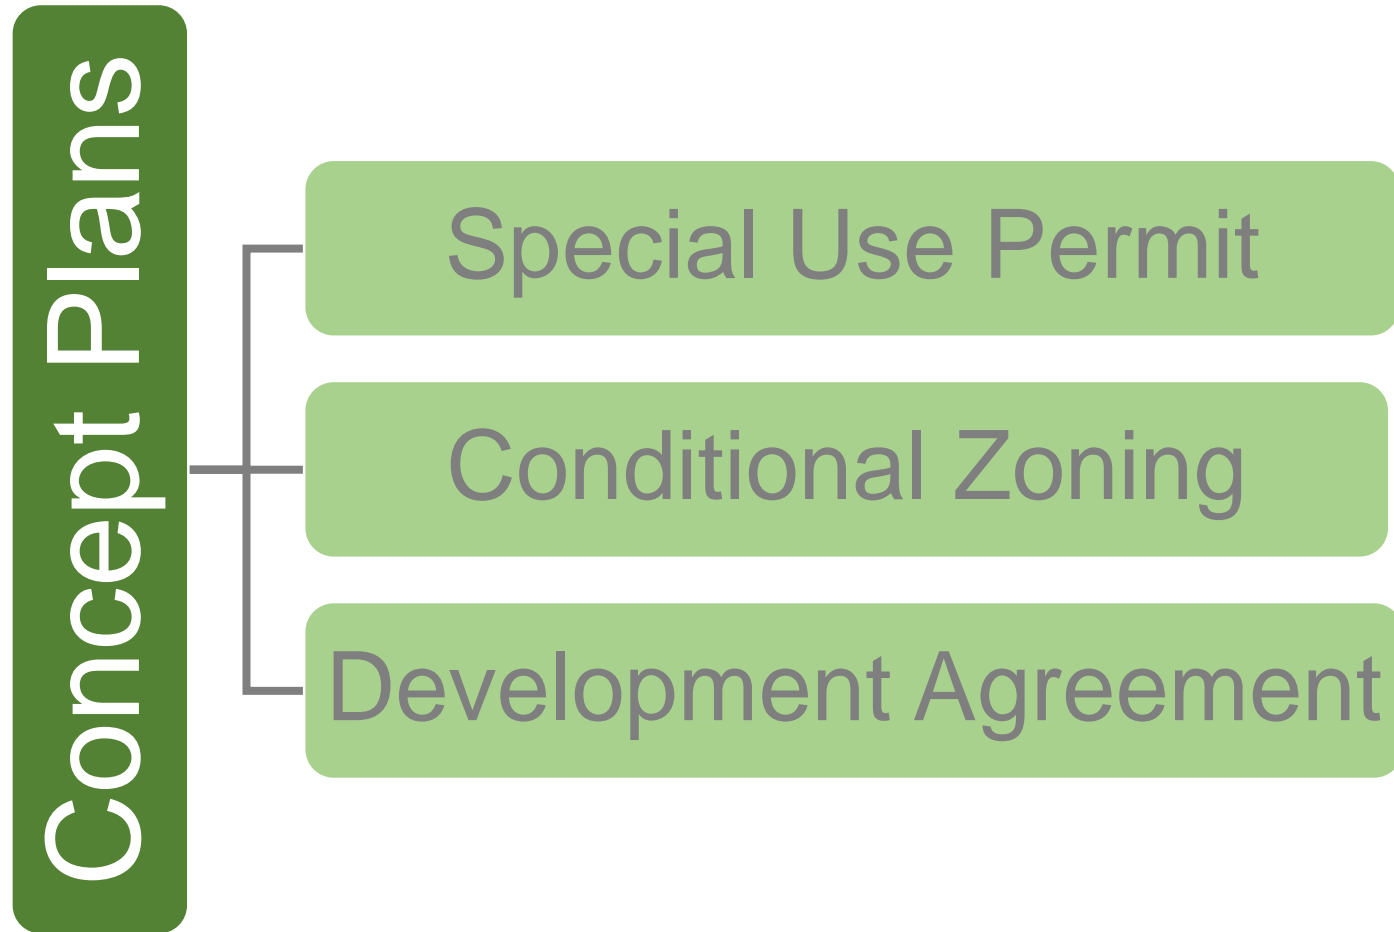 Concept Plans
Special Use Permit
Conditional Zoning
Development Agreement